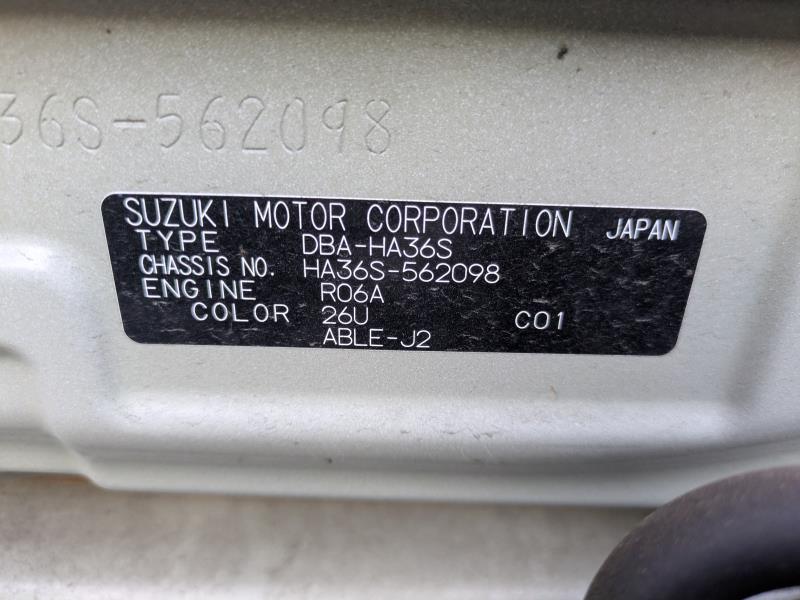 36S-562098
SUZUKI MOTOR CORPORATION JAPAN
TYPE DBA-HA36S
CHASSIS NO. HA36S-562098
ENGINE R06A
COLOR 26U C01
ABLE-J2